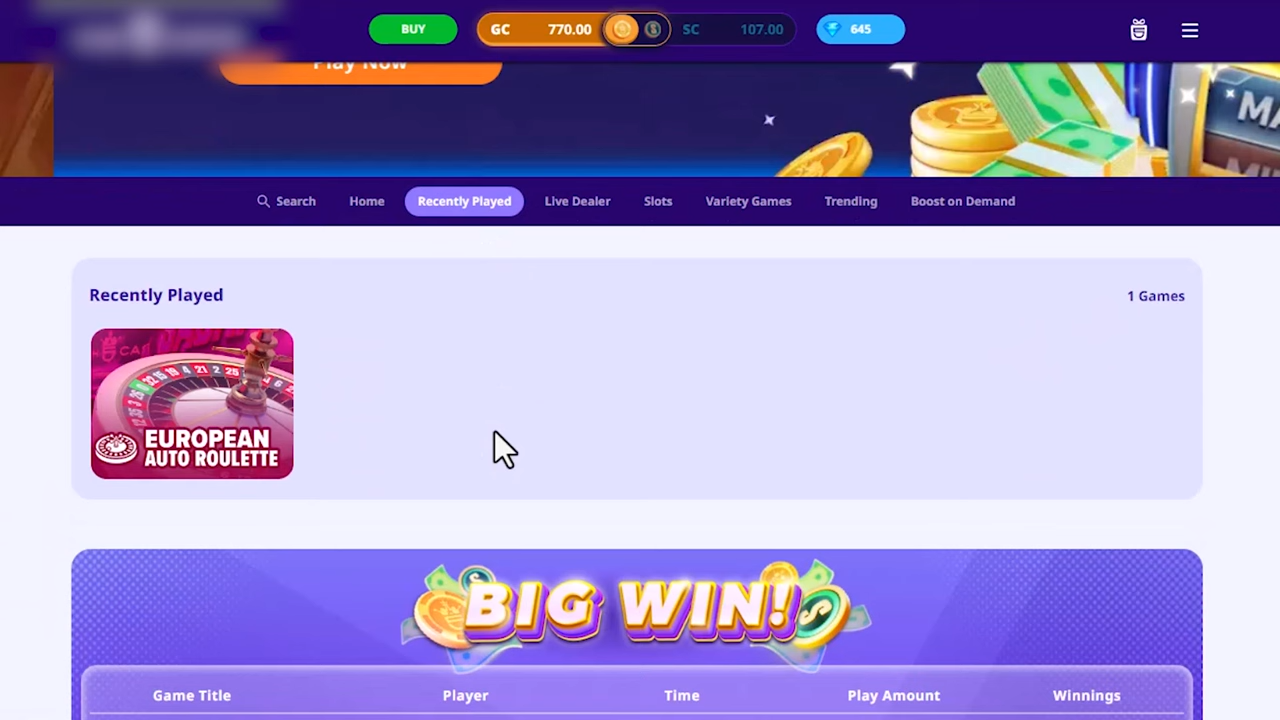 BUY
GC 770.00
SC 107.00
645
Play Now
Search Home Recently Played Live Dealer Slots Variety Games Trending Boost on Demand
Recently Played
1 Games
EUROPEAN
AUTO ROULETTE
BIG WIN!
Game Title Player Time Play Amount Winnings